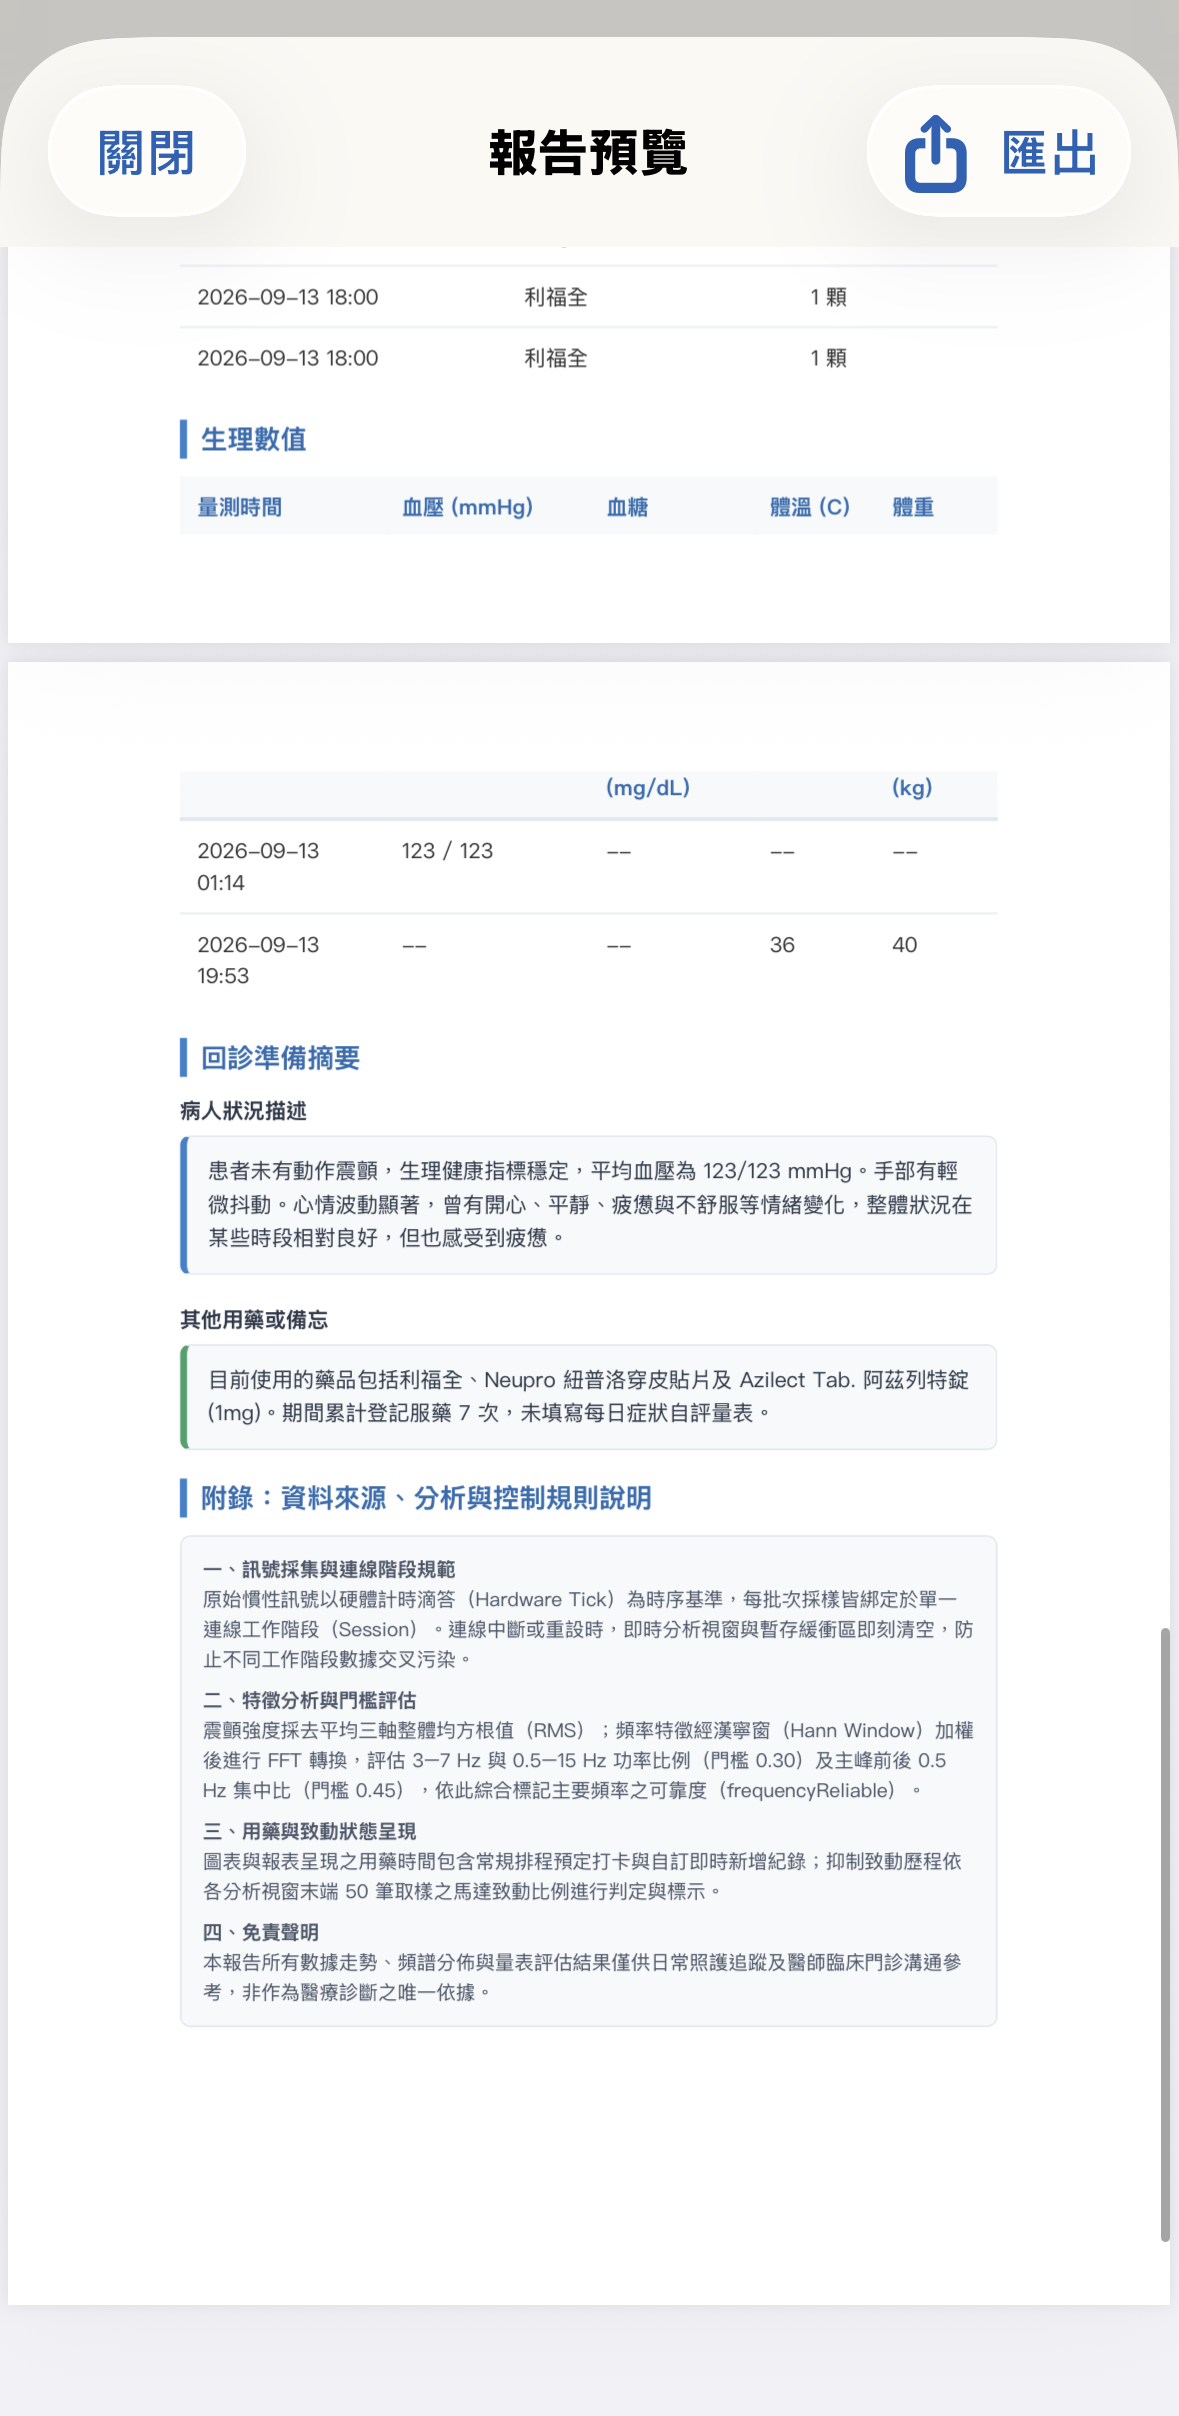 關閉
報告預覽
匯出
2026-09-13 18:00 利福全 1 顆
2026-09-13 18:00 利福全 1 顆
生理數值
量測時間 血壓 (mmHg) 血糖 體溫 (C) 體重
(mg/dL) (kg)
2026-09-13 123 / 123 -- -- --
01:14
2026-09-13 -- -- 36 40
19:53
回診準備摘要
病人狀況描述
患者未有動作震顫，生理健康指標穩定，平均血壓為 123/123 mmHg。手部有輕
微抖動。心情波動顯著，曾有開心、平靜、疲憊與不舒服等情緒變化，整體狀況在
某些時段相對良好，但也感受到疲憊。
其他用藥或備忘
目前使用的藥品包括利福全、Neupro 紐普洛穿皮貼片及 Azilect Tab. 阿茲列特錠
(1mg)。期間累計登記服藥 7 次，未填寫每日症狀自評量表。
附錄：資料來源、分析與控制規則說明
一、訊號採集與連線階段規範
原始慣性訊號以硬體計時滴答（Hardware Tick）為時序基準，每批次採樣皆綁定於單一
連線工作階段（Session）。連線中斷或重設時，即時分析視窗與暫存緩衝區即刻清空，防
止不同工作階段數據交叉污染。
二、特徵分析與門檻評估
震顫強度採去平均三軸整體均方根值（RMS）；頻率特徵經漢寧窗（Hann Window）加權
後進行 FFT 轉換，評估 3–7 Hz 與 0.5–15 Hz 功率比例（門檻 0.30）及主峰前後 0.5
Hz 集中比（門檻 0.45），依此綜合標記主要頻率之可靠度（frequencyReliable）。
三、用藥與致動狀態呈現
圖表與報表呈現之用藥時間包含常規排程預定打卡與自訂即時新增紀錄；抑制致動歷程依
各分析視窗末端 50 筆取樣之馬達致動比例進行判定與標示。
四、免責聲明
本報告所有數據走勢、頻譜分佈與量表評估結果僅供日常照護追蹤及醫師臨床門診溝通參
考，非作為醫療診斷之唯一依據。